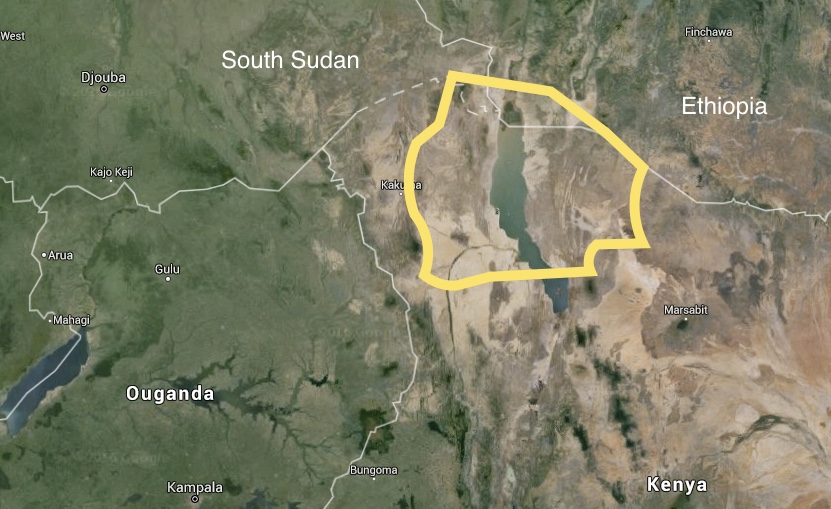 West
Finchawa
South Sudan
Djouba
Ethiopia
Kajo Keji
Kakuma
Arua
Gulu
Marsabit
Mahagi
Ouganda
Bungoma
Kenya
Kampala